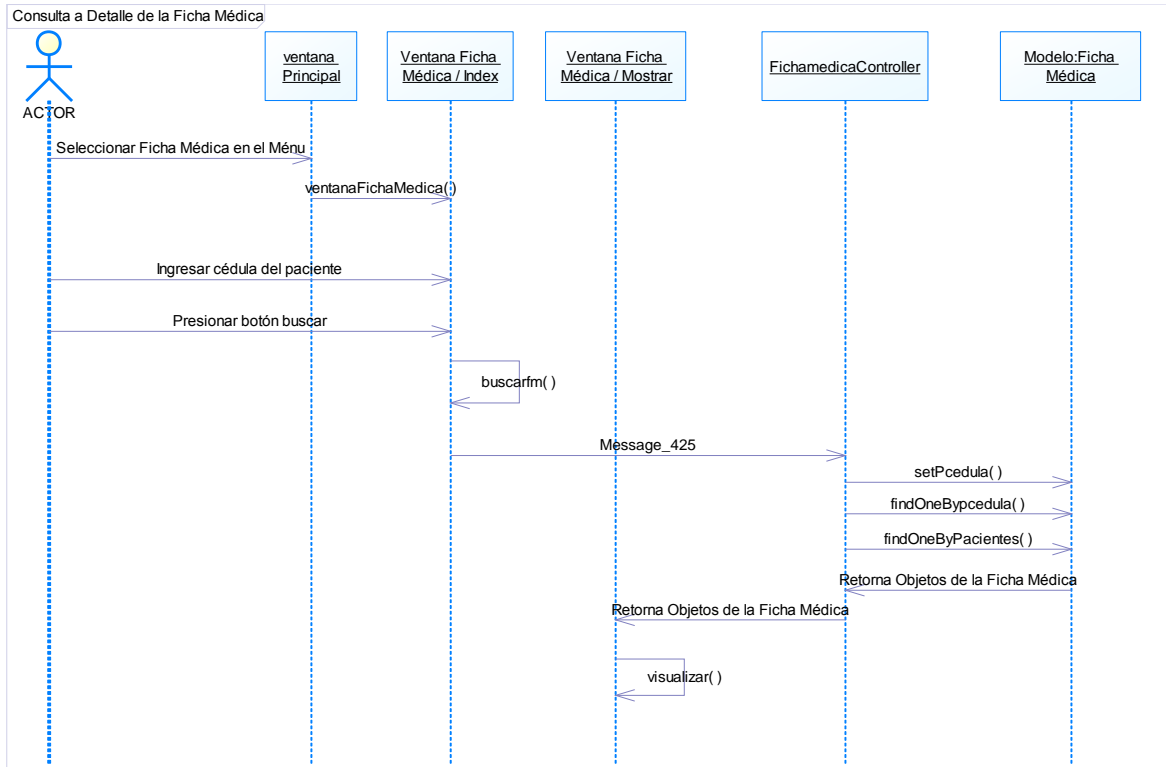 Consulta a Detalle de la Ficha Médica
ACTOR
ventana
Principal
Ventana Ficha
Médica / Index
Ventana Ficha
Médica / Mostrar
FichamedicaController
Modelo:Ficha
Médica
Seleccionar Ficha Médica en el Ménu
ventanaFichaMedica()
Ingresar cédula del paciente
Presionar botón buscar
buscarfm( )
Message_425
setPcedula( )
findOneBypcedula( )
findOneByPacientes( )
Retorna Objetos de la Ficha Médica
Retorna Objetos de la Ficha Médica
visualizar( )